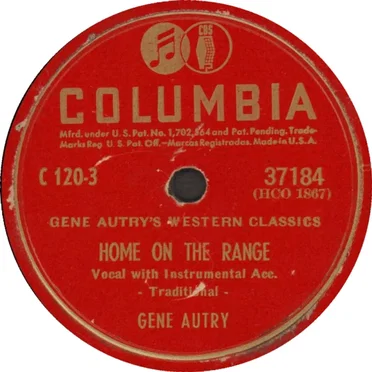 CBS
COLUMBIA
Mfrd. under U.S. Pat. No. 1,702,564 and Pat. Pending. Trade-
Marks Reg. U.S. Pat. Off.—Marcas Registradas. Made in U.S.A.
C 120-3 37184
(HCO 1867)
GENE AUTRY'S WESTERN CLASSICS
HOME ON THE RANGE
Vocal with Instrumental Acc.
- Traditional -
GENE AUTRY